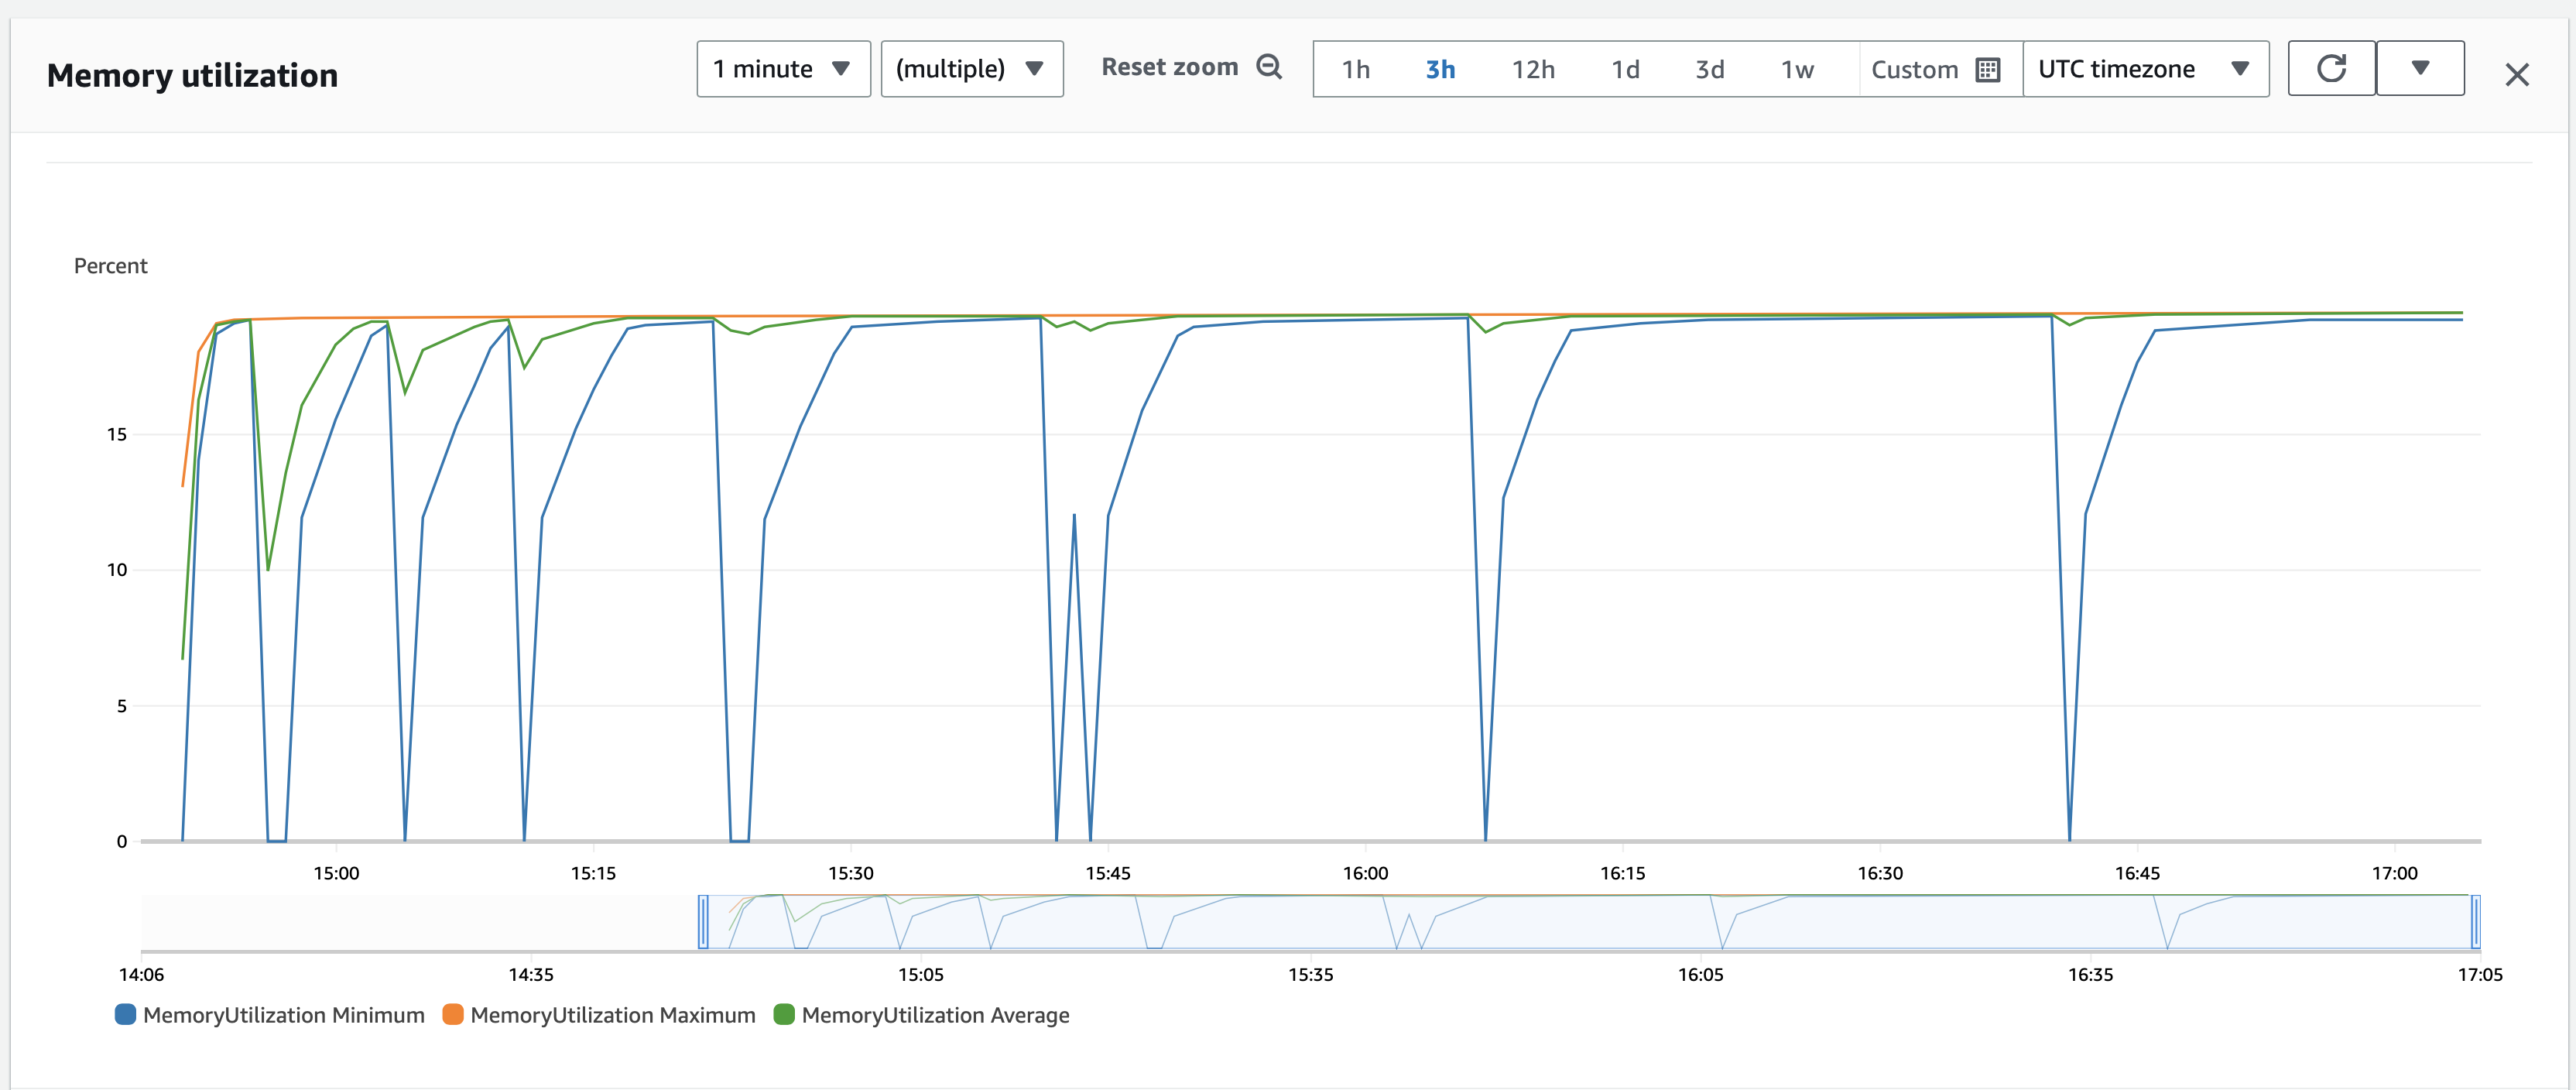 Memory utilization
1 minute (multiple) Reset zoom 1h 3h 12h 1d 3d 1w Custom UTC timezone
Percent
15
10
5
0
15:00 15:15 15:30 15:45 16:00 16:15 16:30 16:45 17:00
14:06 14:35 15:05 15:35 16:05 16:35 17:05
MemoryUtilization Minimum MemoryUtilization Maximum MemoryUtilization Average